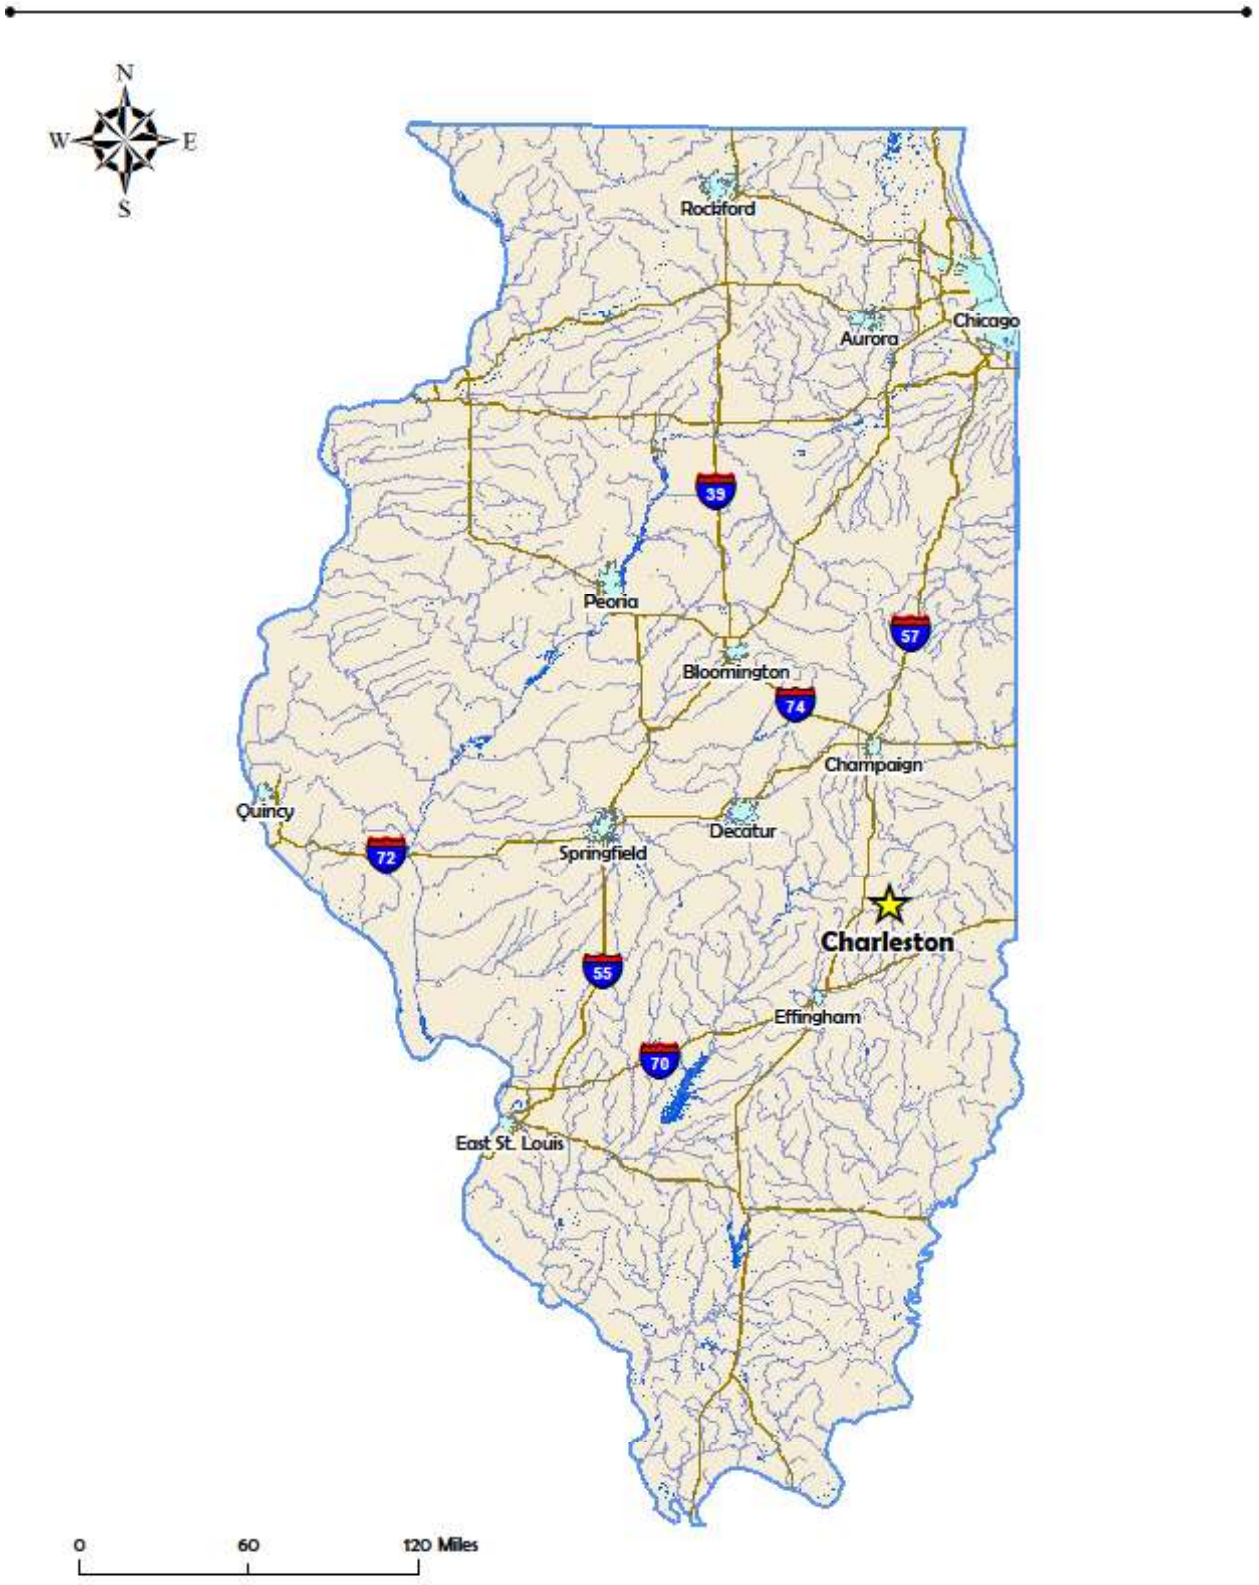 N
W E
S
Rockford
Chicago
Aurora
39
Peoria
57
Bloomington
74
Champaign
Quincy
Decatur
Springfield
72
Charleston
55
Effingham
70
East St. Louis
0 60 120 Miles